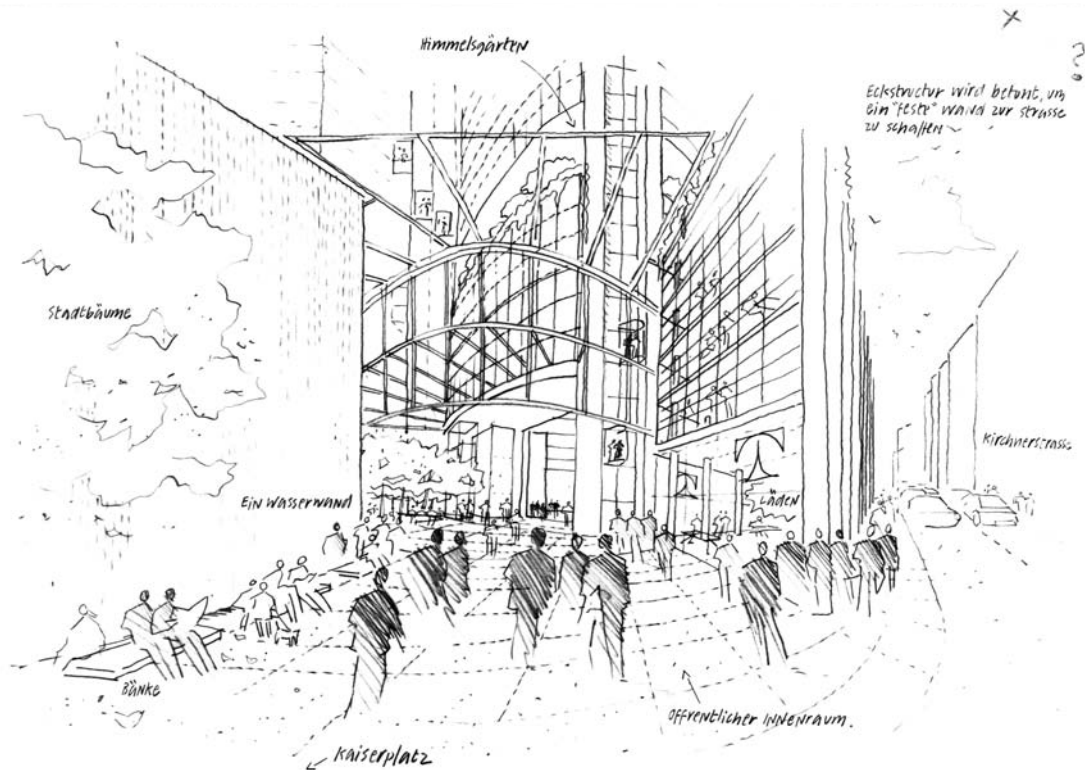 Himmelsgärten
Eckstructur wird betont, um
ein "feste" wand zur strasse
zu schaffen
Stadtbäume
Kirchnerstrasse
Ein Wasserwand
Läden
Bänke
Offrentlicher Innenraum.
Kaiserplatz